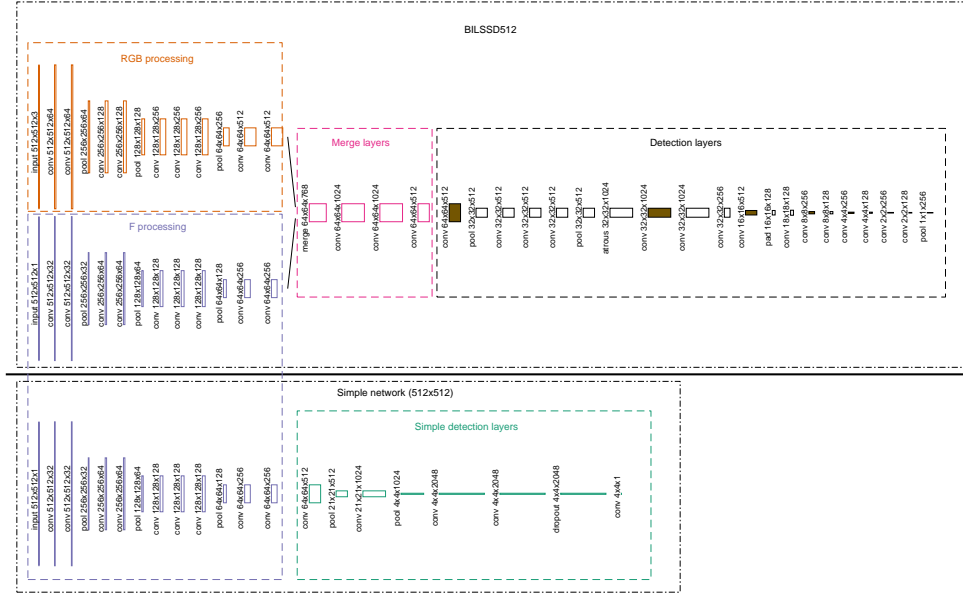 BILSSD512
RGB processing
input 512x512x3
conv 512x512x64
conv 512x512x64
pool 256x256x64
conv 256x256x128
conv 256x256x128
pool 128x128x128
conv 128x128x256
conv 128x128x256
conv 128x128x256
pool 64x64x256
conv 64x64x512
conv 64x64x512
F processing
input 512x512x1
conv 512x512x32
conv 512x512x32
pool 256x256x32
conv 256x256x64
conv 256x256x64
pool 128x128x128
conv 128x128x128
conv 128x128x128
conv 128x128x128
pool 64x64x128
conv 64x64x256
conv 64x64x256
Merge layers
merge 64x64x768
conv 64x64x1024
conv 64x64x1024
conv 64x64x512
Detection layers
conv 64x64x512
pool 32x32x512
conv 32x32x512
conv 32x32x512
conv 32x32x512
pool 32x32x512
atrous 32x32x1024
conv 32x32x1024
conv 32x32x1024
conv 32x32x256
conv 16x16x512
pad 16x16x128
conv 18x18x128
conv 8x8x256
conv 8x8x128
conv 4x4x256
conv 4x4x128
conv 2x2x256
conv 2x2x128
pool 1x1x256
Simple network (512x512)
input 512x512x1
conv 512x512x32
conv 512x512x32
pool 256x256x32
conv 256x256x64
conv 256x256x64
pool 128x128x64
conv 128x128x128
conv 128x128x128
conv 128x128x128
pool 64x64x128
conv 64x64x256
conv 64x64x256
Simple detection layers
conv 64x64x512
pool 21x21x512
conv 21x21x1024
pool 4x4x1024
conv 4x4x2048
conv 4x4x2048
dropout 4x4x2048
conv 4x4x1